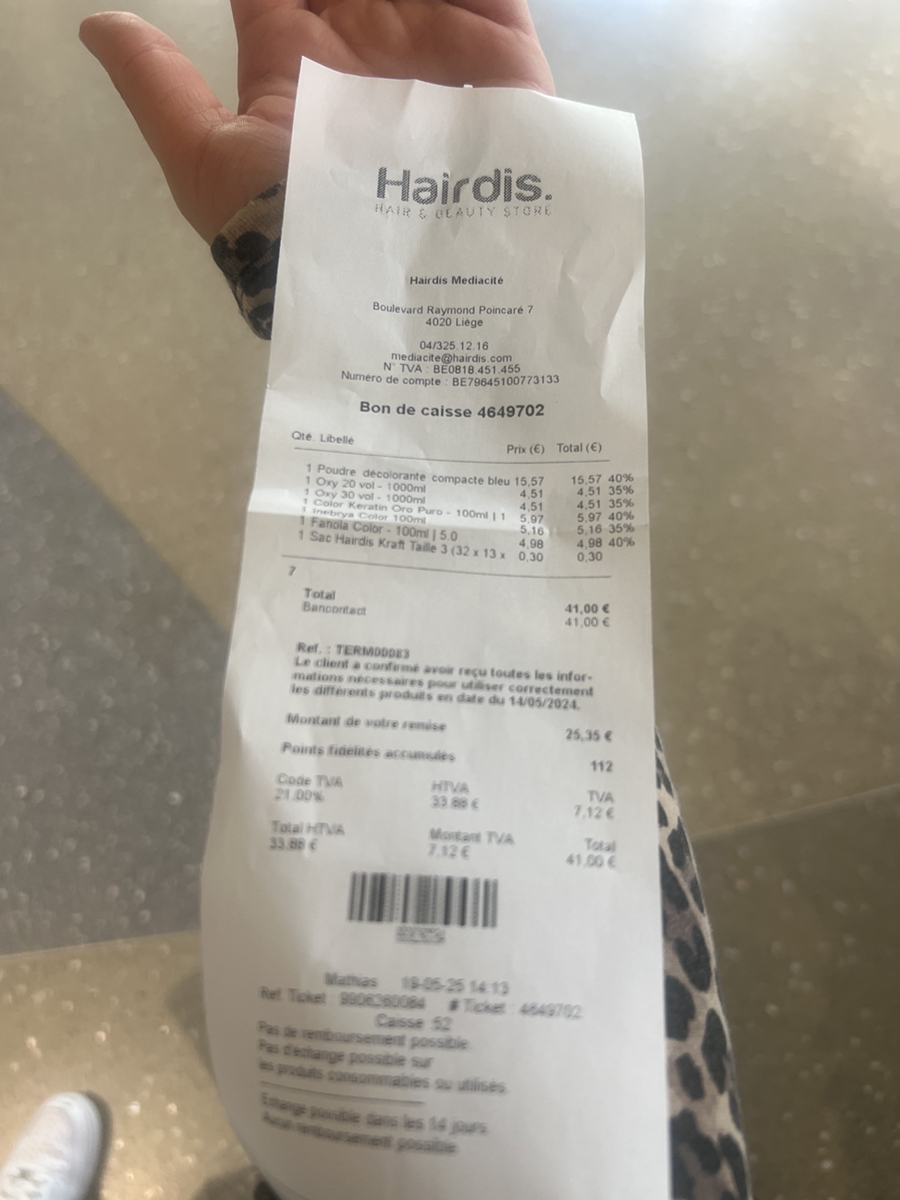 Hairdis.
HAIR & BEAUTY STORE
Hairdis Mediacité
Boulevard Raymond Poincaré 7
4020 Liège
04/325.12.16
mediacite@hairdis.com
N° TVA : BE0818.451.455
Numéro de compte : BE79645100773133
Bon de caisse 4649702
Qté. Libellé Prix (€) Total (€)
1 Poudre décolorante compacte bleu 15,57 15,57 40%
1 Oxy 20 vol - 1000ml 4,51 4,51 35%
1 Oxy 30 vol - 1000ml 4,51 4,51 35%
1 Color Keratin Oro Puro - 100ml | 1 5,97 5,97 40%
1 Inebrya Color 100ml 5,16 5,16 35%
1 Fanola Color - 100ml | 5.0 4,98 4,98 40%
1 Sac Hairdis Kraft Taille 3 (32 x 13 x 0,30 0,30
7
Total 41,00 €
Bancontact 41,00 €
Ref. : TERM00083
Le client a confirmé avoir reçu toutes les infor-
mations nécessaires pour utiliser correctement
les différents produits en date du 14/05/2024.
Montant de votre remise 25,35 €
Points fidélités accumulés 112
Code TVA HTVA TVA
21.00% 33.88 € 7,12 €
Total HTVA Montant TVA Total
33.88 € 7,12 € 41,00 €
Mathias 19-05-25 14:13
Ref Ticket 9906260084 # Ticket : 4649702
Caisse :52
Pas de remboursement possible.
Pas d'échange possible sur
les produits consommables ou utilisés.
Echange possible dans les 14 jours.
Aucun remboursement possible.